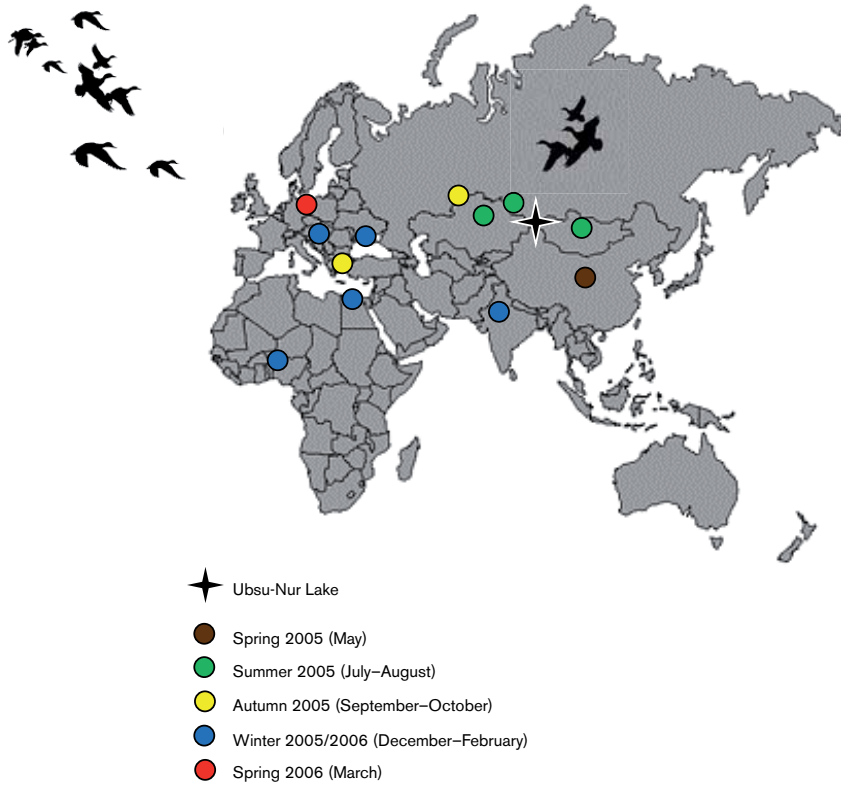 Ubsu-Nur Lake
Spring 2005 (May)
Summer 2005 (July–August)
Autumn 2005 (September–October)
Winter 2005/2006 (December–February)
Spring 2006 (March)